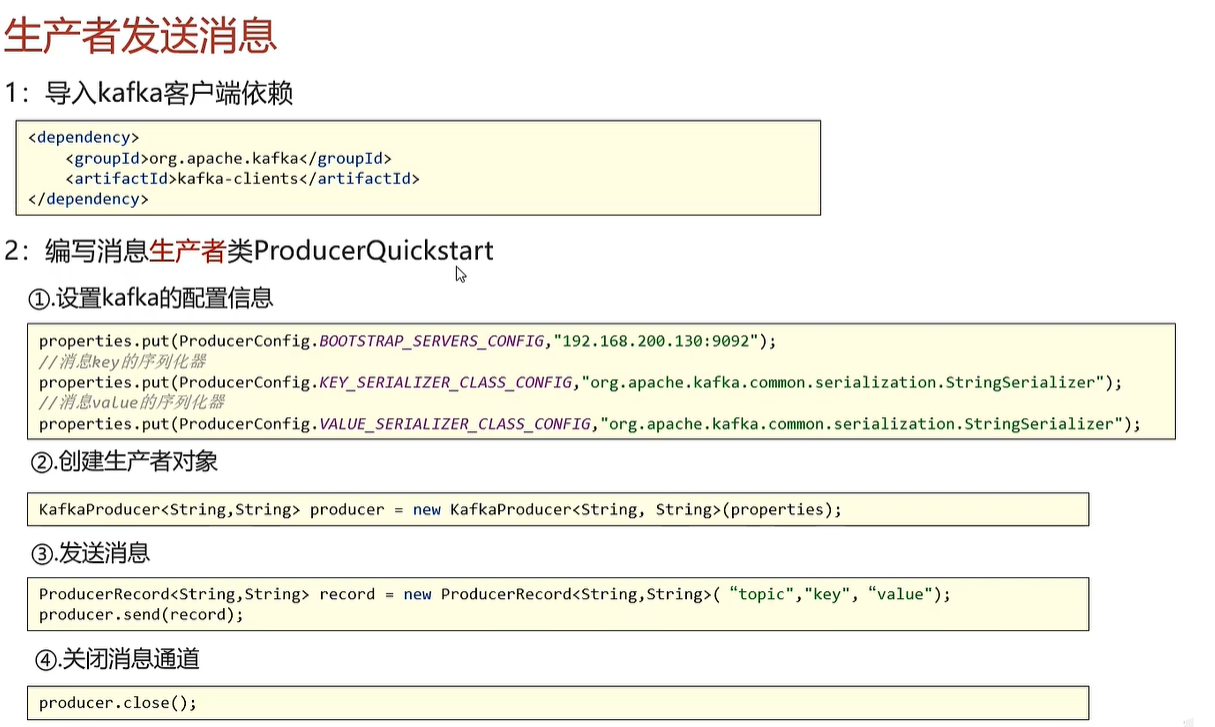 生产者发送消息
1：导入kafka客户端依赖
<dependency>
    <groupId>org.apache.kafka</groupId>
    <artifactId>kafka-clients</artifactId>
</dependency>
2：编写消息生产者类ProducerQuickstart
①.设置kafka的配置信息
properties.put(ProducerConfig.BOOTSTRAP_SERVERS_CONFIG,"192.168.200.130:9092");
//消息key的序列化器
properties.put(ProducerConfig.KEY_SERIALIZER_CLASS_CONFIG,"org.apache.kafka.common.serialization.StringSerializer");
//消息value的序列化器
properties.put(ProducerConfig.VALUE_SERIALIZER_CLASS_CONFIG,"org.apache.kafka.common.serialization.StringSerializer");
②.创建生产者对象
KafkaProducer<String,String> producer = new KafkaProducer<String, String>(properties);
③.发送消息
ProducerRecord<String,String> record = new ProducerRecord<String,String>( “topic","key", “value");
producer.send(record);
④.关闭消息通道
producer.close();